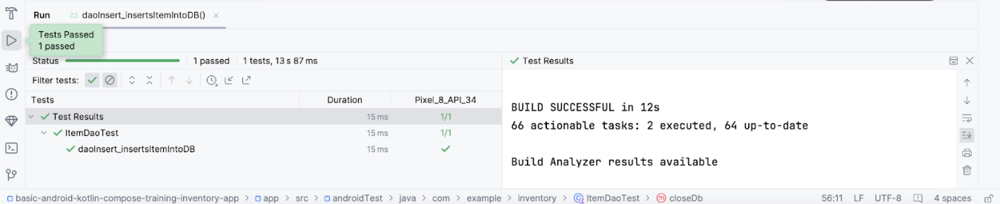 Run daoInsert_insertsItemIntoDB()
Tests Passed
1 passed
Status 1 passed 1 tests, 13 s 87 ms
Filter tests:
Tests Duration Pixel_8_API_34
Test Results 15 ms 1/1
ItemDaoTest 15 ms 1/1
daoInsert_insertsItemIntoDB 15 ms
Test Results
BUILD SUCCESSFUL in 12s
66 actionable tasks: 2 executed, 64 up-to-date
Build Analyzer results available
basic-android-kotlin-compose-training-inventory-app > app > src > androidTest > java > com > example > inventory > ItemDaoTest > closeDb 56:11 LF UTF-8 4 spaces